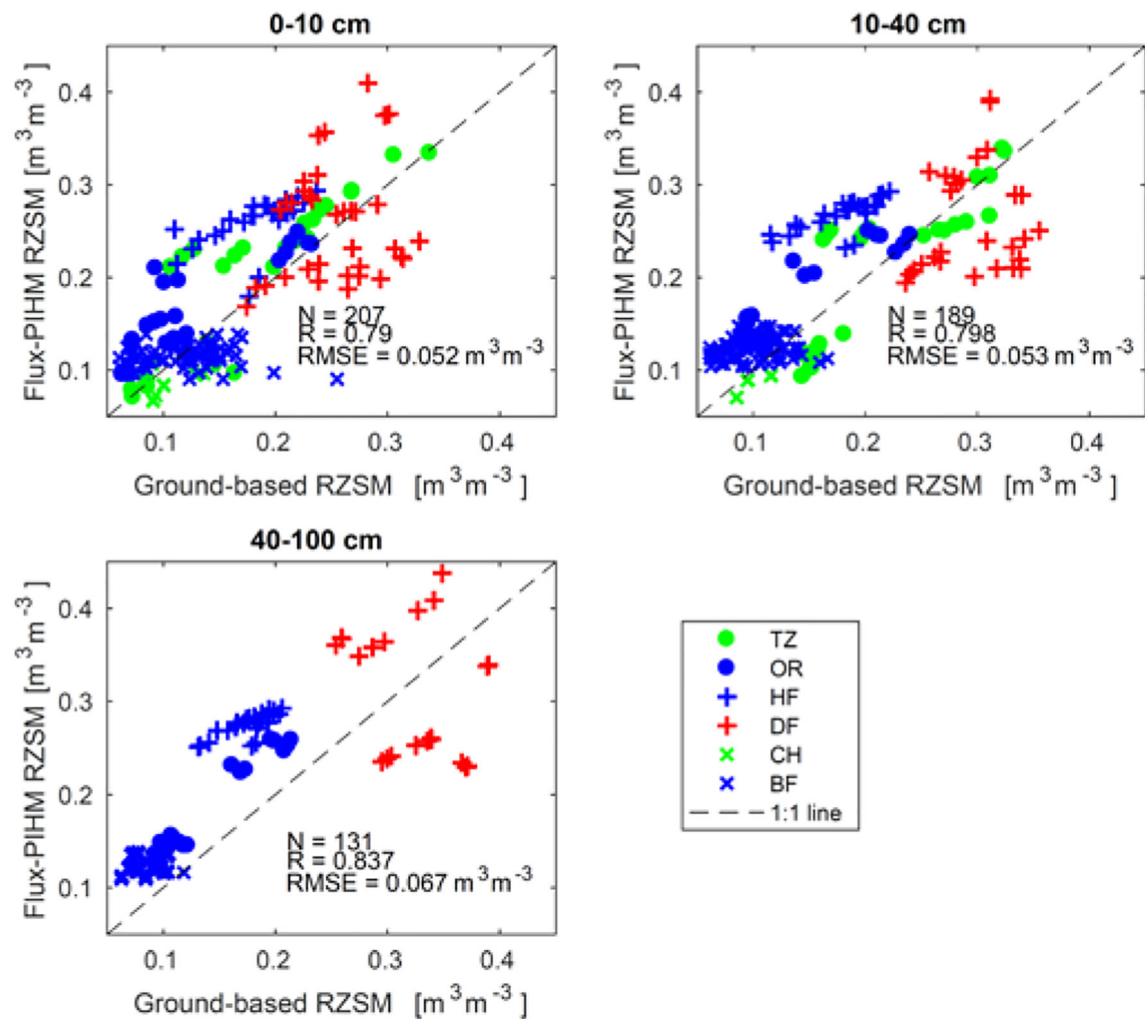 0-10 cm
Flux-PIHM RZSM [m³m⁻³]
0.4
0.3
0.2
0.1
N = 207
R = 0.79
RMSE = 0.052 m³m⁻³
0.1 0.2 0.3 0.4
Ground-based RZSM [m³m⁻³]
10-40 cm
Flux-PIHM RZSM [m³m⁻³]
0.4
0.3
0.2
0.1
N = 189
R = 0.798
RMSE = 0.053 m³m⁻³
0.1 0.2 0.3 0.4
Ground-based RZSM [m³m⁻³]
40-100 cm
Flux-PIHM RZSM [m³m⁻³]
0.4
0.3
0.2
0.1
N = 131
R = 0.837
RMSE = 0.067 m³m⁻³
0.1 0.2 0.3 0.4
Ground-based RZSM [m³m⁻³]
TZ
OR
HF
DF
CH
BF
1:1 line